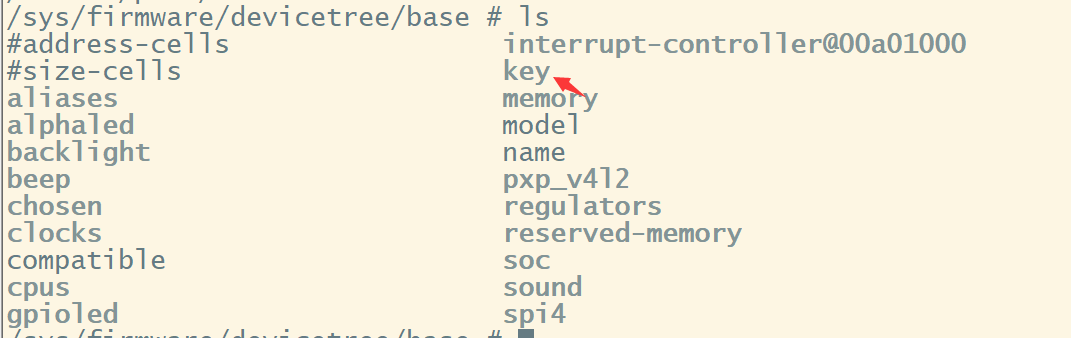 /sys/firmware/devicetree/base # ls
#address-cells interrupt-controller@00a01000
#size-cells key
aliases memory
alphaled model
backlight name
beep pxp_v4l2
chosen regulators
clocks reserved-memory
compatible soc
cpus sound
gpioled spi4
/sys/firmware/devicetree/base #